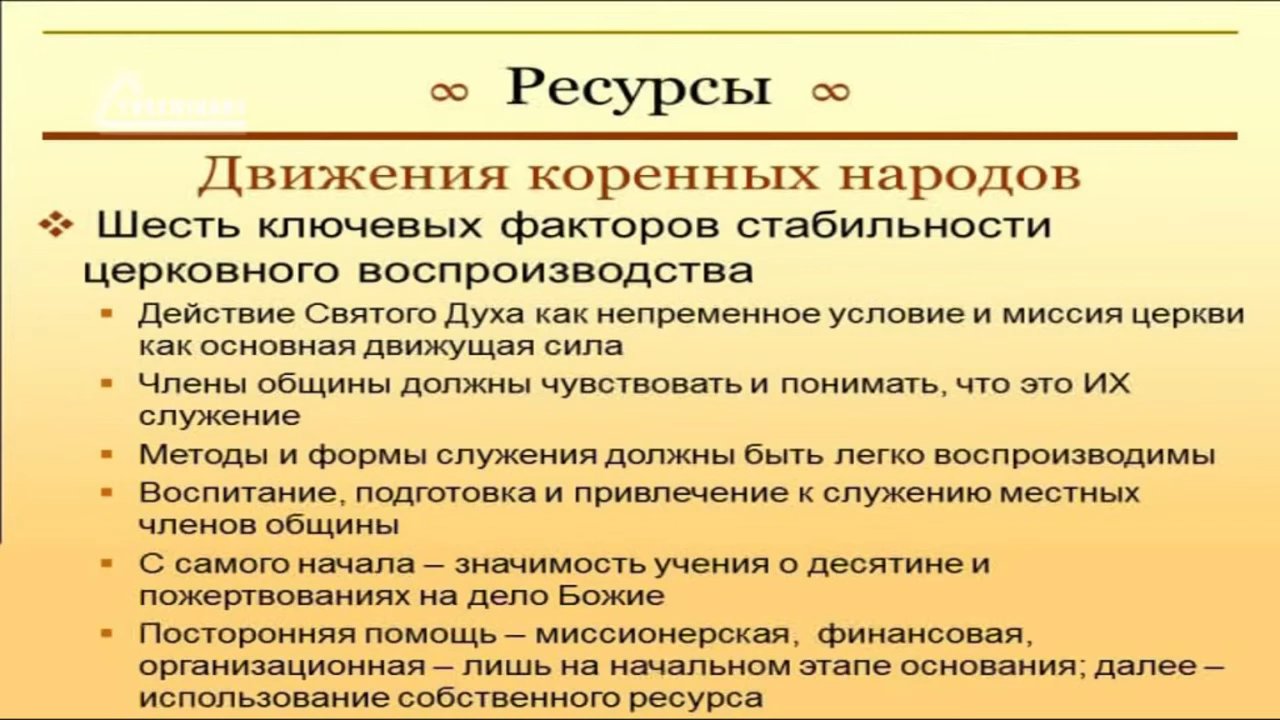 ∞ Ресурсы ∞
Движения коренных народов
❖ Шесть ключевых факторов стабильности
церковного воспроизводства
▪ Действие Святого Духа как непременное условие и миссия церкви
как основная движущая сила
▪ Члены общины должны чувствовать и понимать, что это ИХ
служение
▪ Методы и формы служения должны быть легко воспроизводимы
▪ Воспитание, подготовка и привлечение к служению местных
членов общины
▪ С самого начала – значимость учения о десятине и
пожертвованиях на дело Божие
▪ Посторонняя помощь – миссионерская, финансовая,
организационная – лишь на начальном этапе основания; далее –
использование собственного ресурса